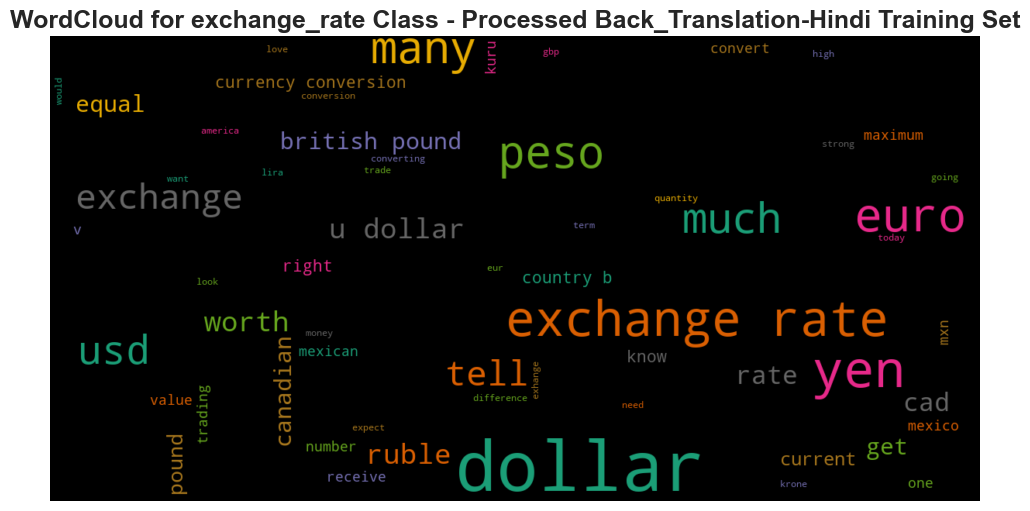 WordCloud for exchange_rate Class - Processed Back_Translation-Hindi Training Set
love
many
kuru
gbp
convert
high
would
currency conversion
conversion
equal
america
british pound
converting
peso
maximum
strong
want
lira
trade
going
exchange
quantity
v
u dollar
term
much
euro
today
right
eur
country b
look
worth
exchange rate
usd
money
mexican
canadian
tell
exhange
know
rate
yen
mxn
value
trading
difference
need
cad
mexico
expect
pound
number
ruble
receive
dollar
current
get
krone
one